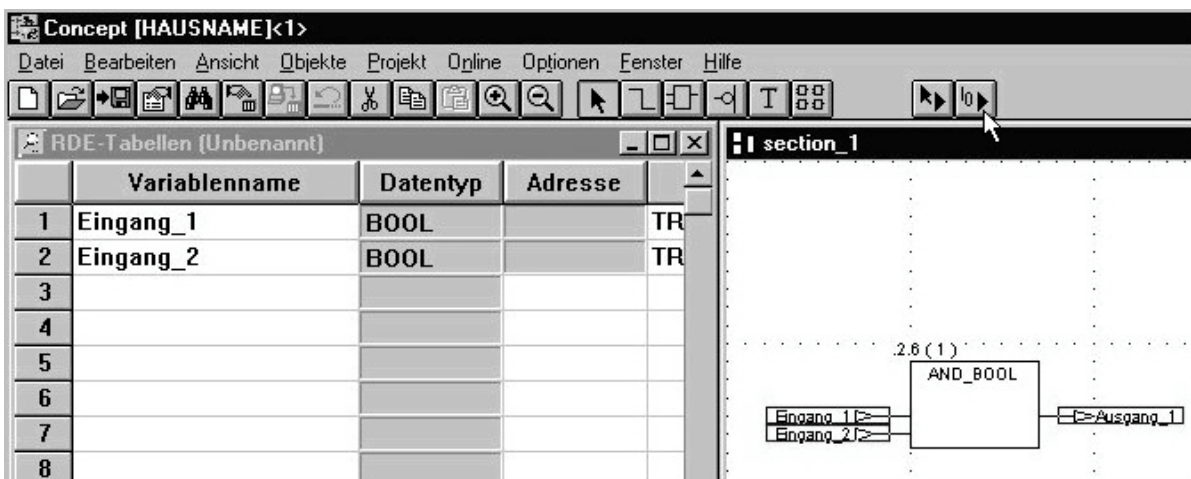 Concept [HAUSNAME]<1>
Datei Bearbeiten Ansicht Objekte Projekt Online Optionen Fenster Hilfe
T
RDE-Tabellen (Unbenannt)
Variablenname Datentyp Adresse
1 Eingang_1 BOOL TR
2 Eingang_2 BOOL TR
3
4
5
6
7
8
section_1
.2.6 ( 1 )
AND_BOOL
Eingang_1
Eingang_2
Ausgang_1